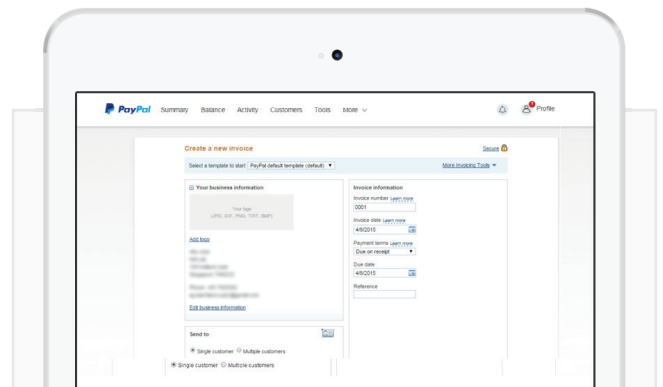 PayPal Summary Balance Activity Customers Tools More Profile
Create a new invoice Secure
Select a template to start PayPal default template (default) More Invoicing Tools
Your business information
Your logo
(JPG, GIF, PNG, TIFF, BMP)
Add logo
Edit business information
Send to
Single customer Multiple customers
Single customer Multiple customers
Invoice information
Invoice number Learn more
0001
Invoice date Learn more
4/8/2015
Payment terms Learn more
Due on receipt
Due date
4/8/2015
Reference